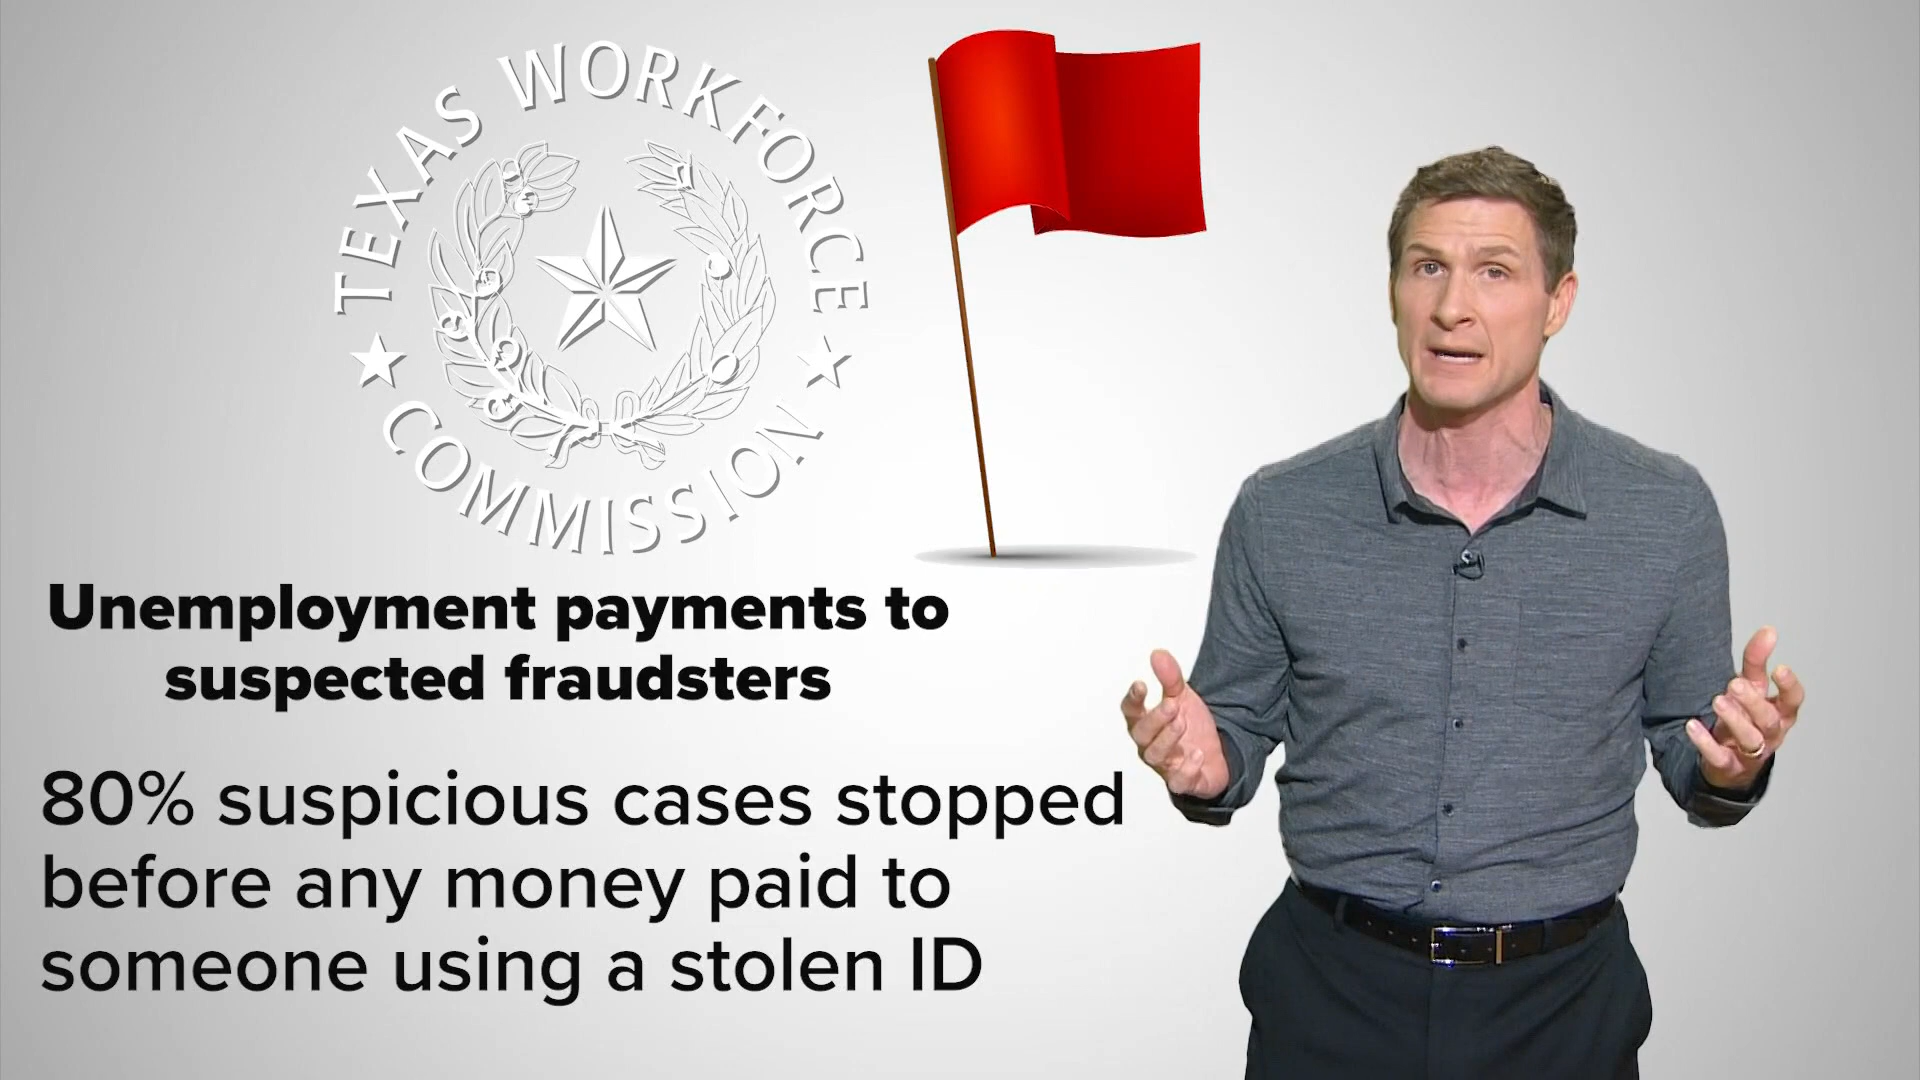 TEXAS WORKFORCE
COMMISSION
Unemployment payments to
suspected fraudsters
80% suspicious cases stopped
before any money paid to
someone using a stolen ID